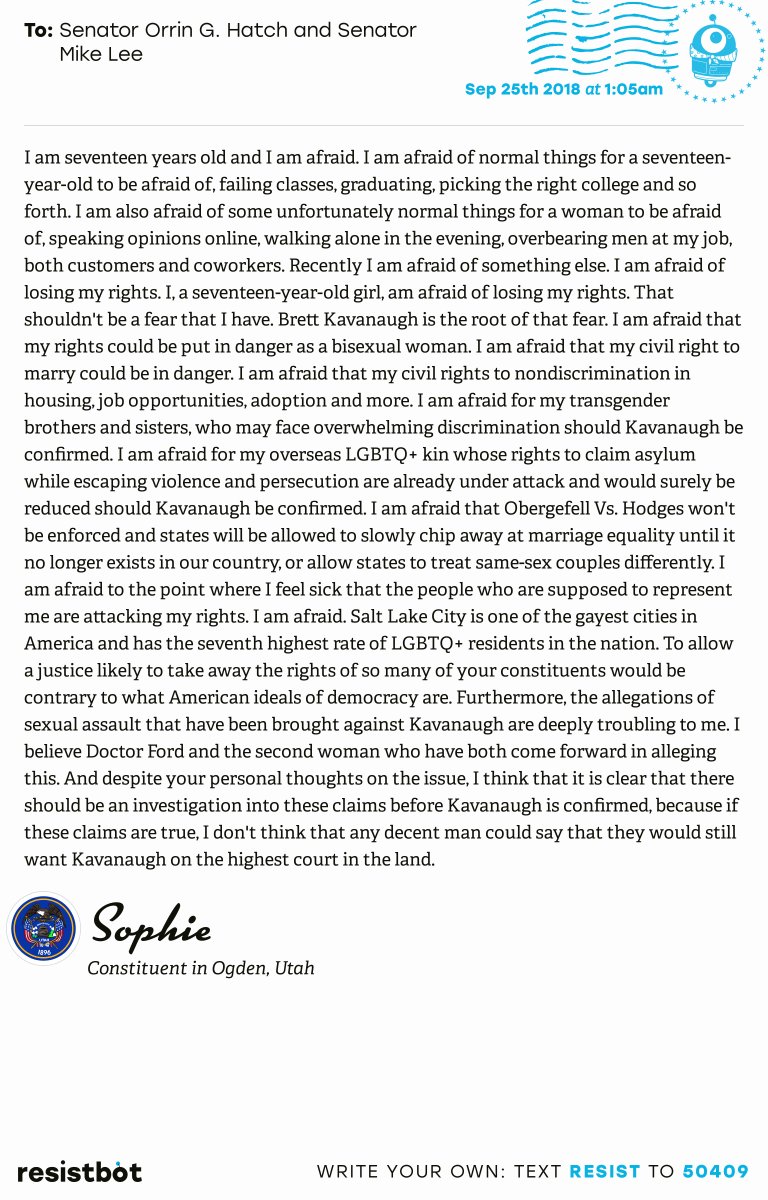 To: Senator Orrin G. Hatch and Senator
Mike Lee
Sep 25th 2018 at 1:05am
I am seventeen years old and I am afraid. I am afraid of normal things for a seventeen-
year-old to be afraid of, failing classes, graduating, picking the right college and so
forth. I am also afraid of some unfortunately normal things for a woman to be afraid
of, speaking opinions online, walking alone in the evening, overbearing men at my job,
both customers and coworkers. Recently I am afraid of something else. I am afraid of
losing my rights. I, a seventeen-year-old girl, am afraid of losing my rights. That
shouldn't be a fear that I have. Brett Kavanaugh is the root of that fear. I am afraid that
my rights could be put in danger as a bisexual woman. I am afraid that my civil right to
marry could be in danger. I am afraid that my civil rights to nondiscrimination in
housing, job opportunities, adoption and more. I am afraid for my transgender
brothers and sisters, who may face overwhelming discrimination should Kavanaugh be
confirmed. I am afraid for my overseas LGBTQ+ kin whose rights to claim asylum
while escaping violence and persecution are already under attack and would surely be
reduced should Kavanaugh be confirmed. I am afraid that Obergefell Vs. Hodges won't
be enforced and states will be allowed to slowly chip away at marriage equality until it
no longer exists in our country, or allow states to treat same-sex couples differently. I
am afraid to the point where I feel sick that the people who are supposed to represent
me are attacking my rights. I am afraid. Salt Lake City is one of the gayest cities in
America and has the seventh highest rate of LGBTQ+ residents in the nation. To allow
a justice likely to take away the rights of so many of your constituents would be
contrary to what American ideals of democracy are. Furthermore, the allegations of
sexual assault that have been brought against Kavanaugh are deeply troubling to me. I
believe Doctor Ford and the second woman who have both come forward in alleging
this. And despite your personal thoughts on the issue, I think that it is clear that there
should be an investigation into these claims before Kavanaugh is confirmed, because if
these claims are true, I don't think that any decent man could say that they would still
want Kavanaugh on the highest court in the land.
Sophie
1896
Constituent in Ogden, Utah
resistbot
WRITE YOUR OWN: TEXT RESIST TO 50409